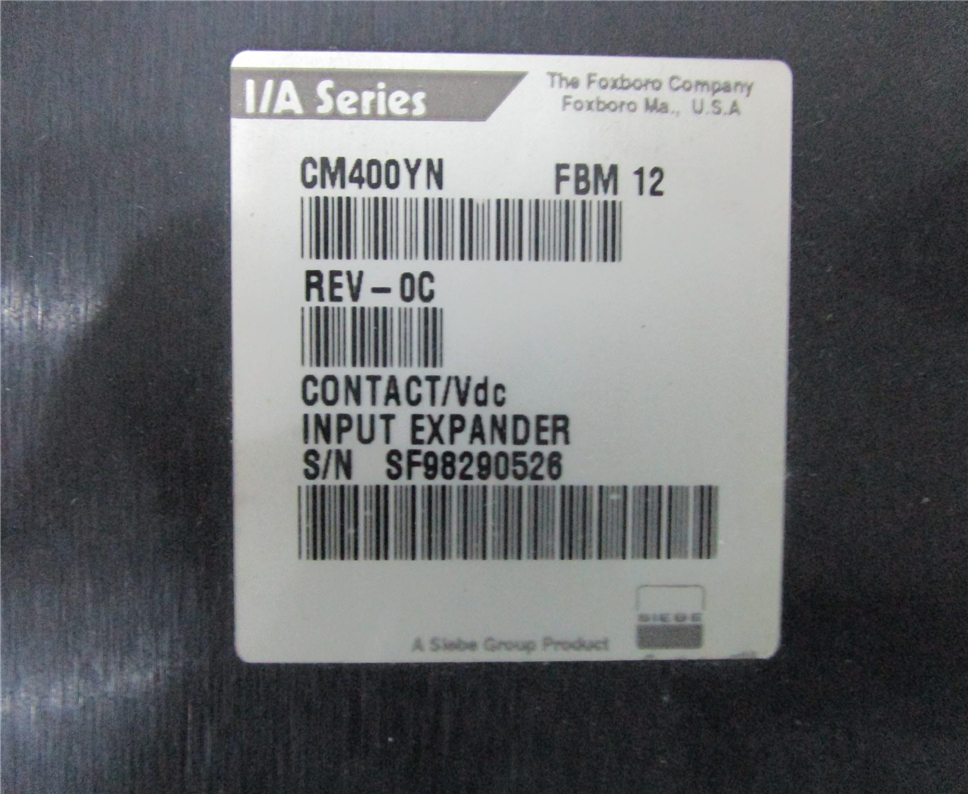 I/A Series
The Foxboro Company
Foxboro Ma., U.S.A
CM400YN FBM 12
REV-0C
CONTACT/Vdc
INPUT EXPANDER
S/N SF98290526
SIEBE
A Siebe Group Product